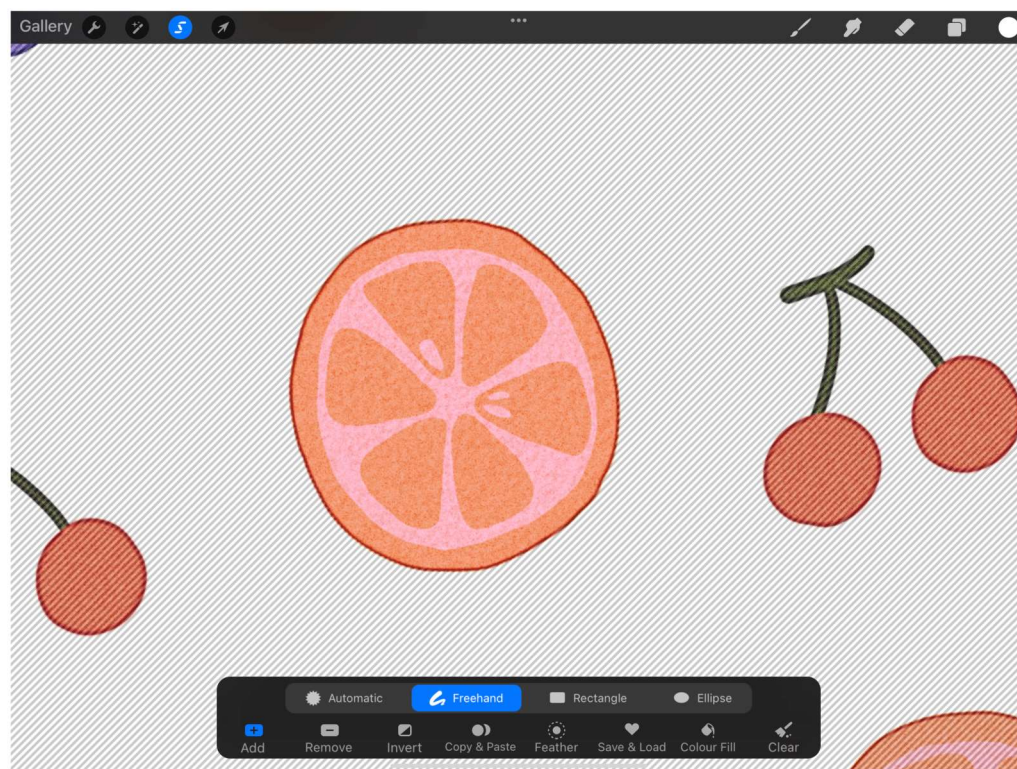 Gallery
Automatic Freehand Rectangle Ellipse
Add Remove Invert Copy & Paste Feather Save & Load Colour Fill Clear